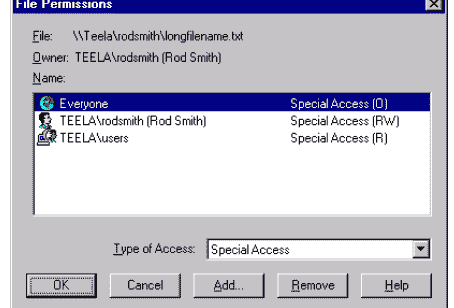 File Permissions
File: \\Teela\rodsmith\longfilename.txt
Owner: TEELA\rodsmith (Rod Smith)
Name:
Everyone Special Access (O)
TEELA\rodsmith (Rod Smith) Special Access (RW)
TEELA\users Special Access (R)
Type of Access: Special Access
OK Cancel Add... Remove Help